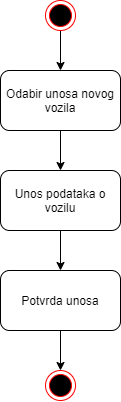 Odabir unosa novog
vozila
Unos podataka o
vozilu
Potvrda unosa